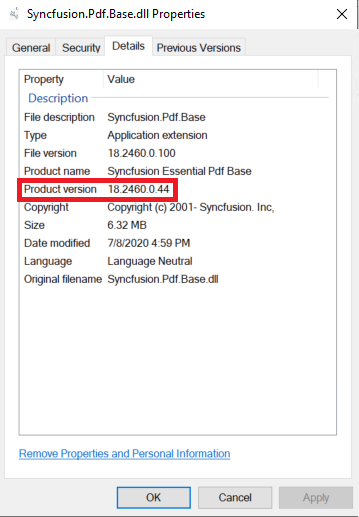 Syncfusion.Pdf.Base.dll Properties
General Security Details Previous Versions
Property Value
Description
File description Syncfusion.Pdf.Base
Type Application extension
File version 18.2460.0.100
Product name Syncfusion Essential Pdf Base
Product version 18.2460.0.44
Copyright Copyright (c) 2001- Syncfusion. Inc,
Size 6.32 MB
Date modified 7/8/2020 4:59 PM
Language Language Neutral
Original filename Syncfusion.Pdf.Base.dll
Remove Properties and Personal Information
OK Cancel Apply